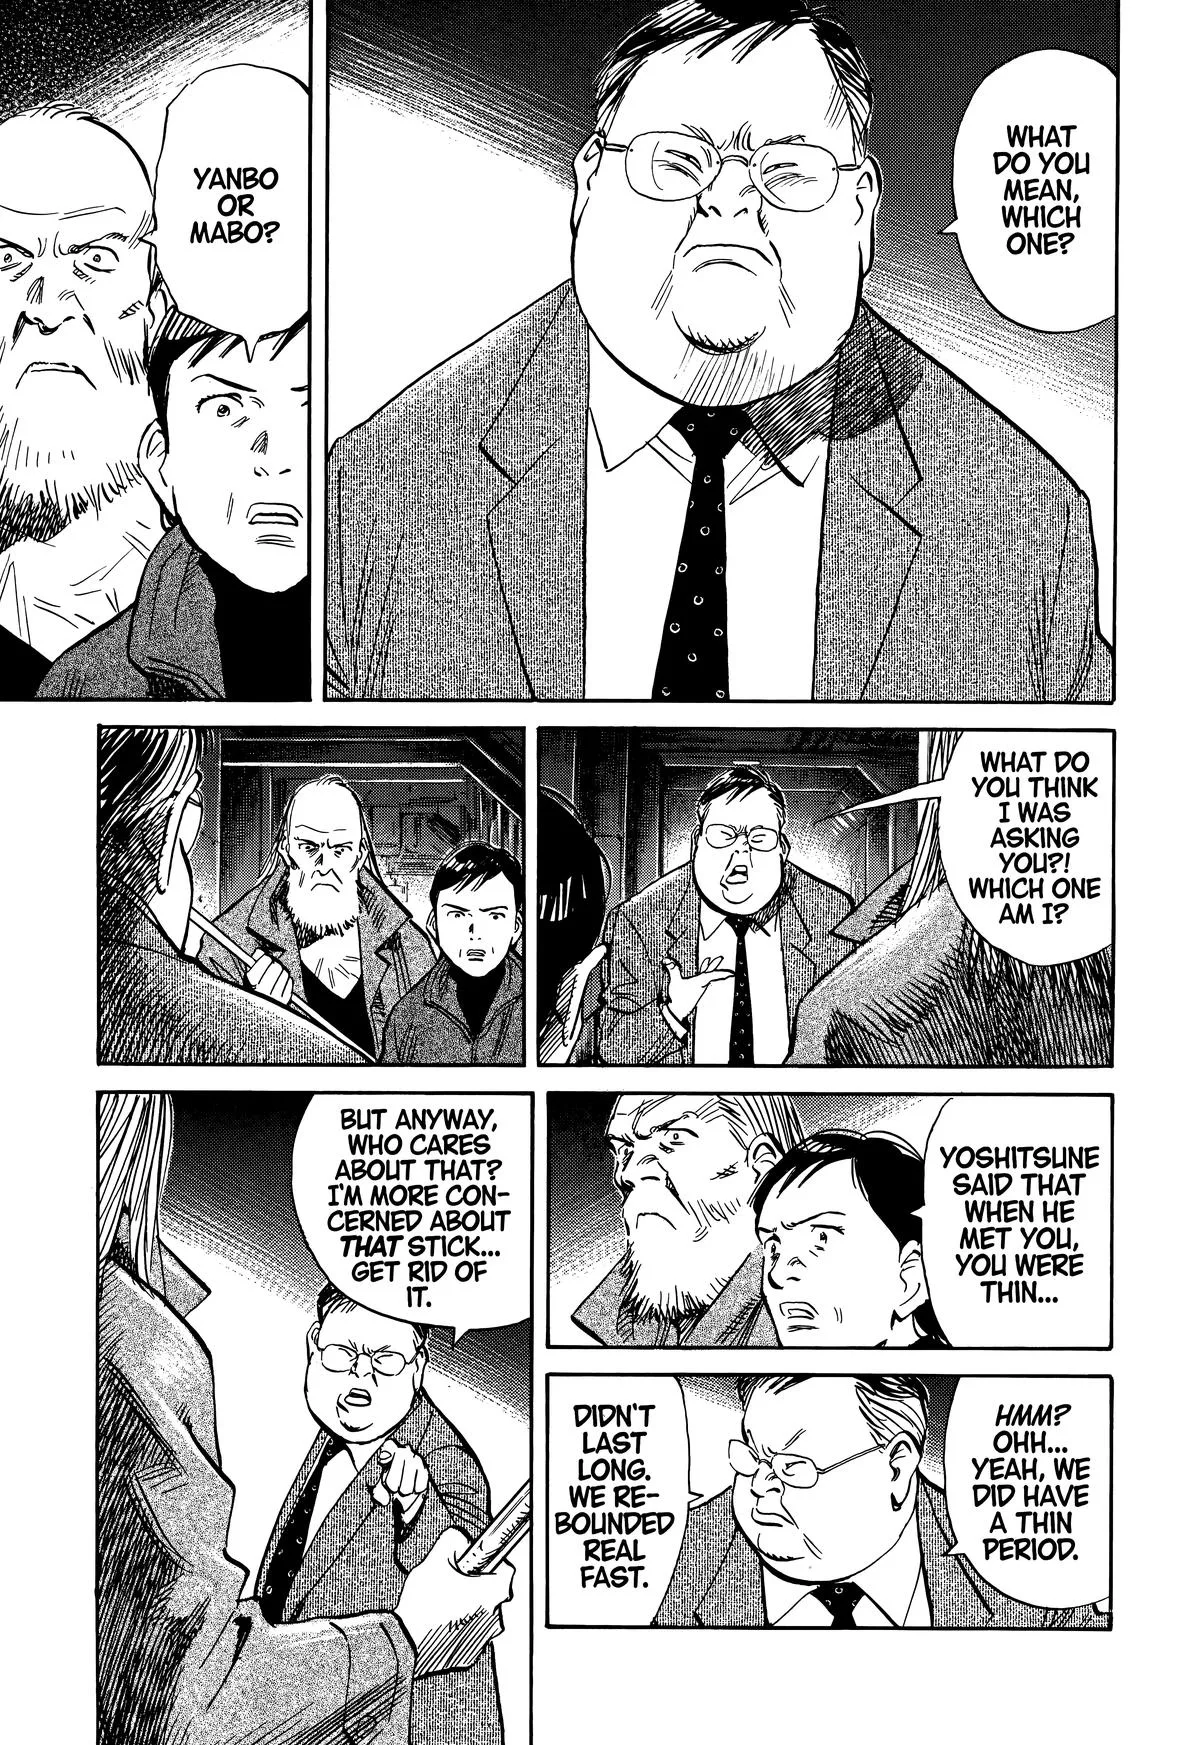 WHAT
DO YOU
MEAN,
WHICH
ONE?
YANBO
OR
MABO?
WHAT DO
YOU THINK
I WAS
ASKING
YOU?!
WHICH ONE
AM I?
YOSHITSUNE
SAID THAT
WHEN HE
MET YOU,
YOU WERE
THIN...
HMM?
OHH...
YEAH, WE
DID HAVE
A THIN
PERIOD.
DIDN'T
LAST
LONG.
WE RE-
BOUNDED
REAL
FAST.
BUT ANYWAY,
WHO CARES
ABOUT THAT?
I'M MORE CON-
CERNED ABOUT
THAT STICK...
GET RID OF
IT.